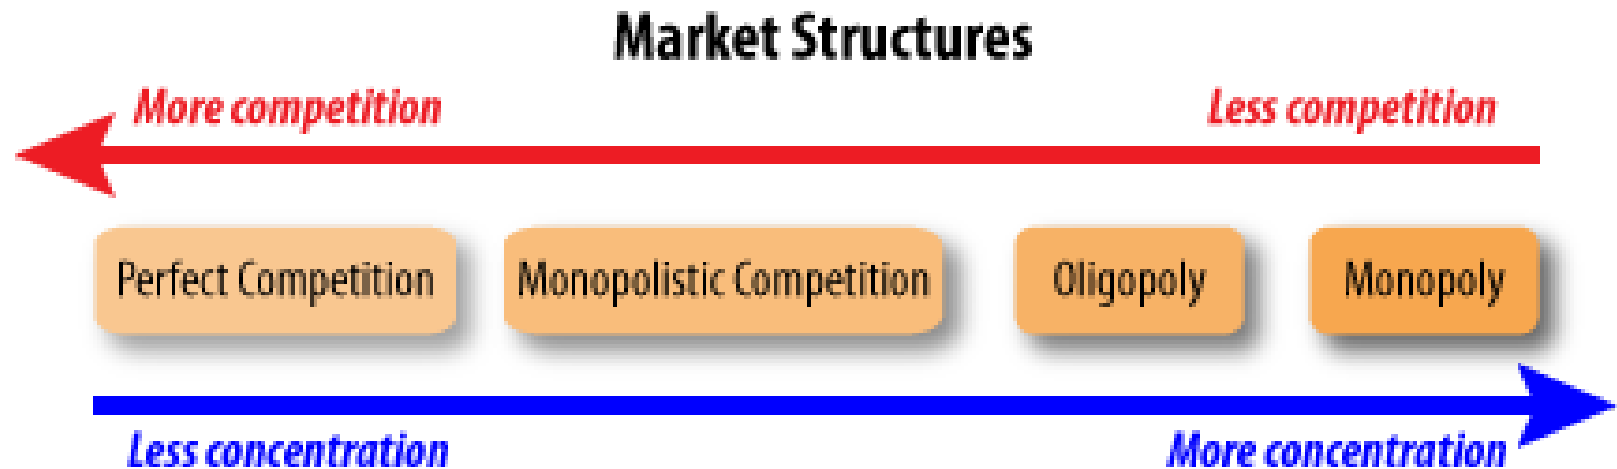 Market Structures
More competition Less competition
Perfect Competition Monopolistic Competition Oligopoly Monopoly
Less concentration More concentration